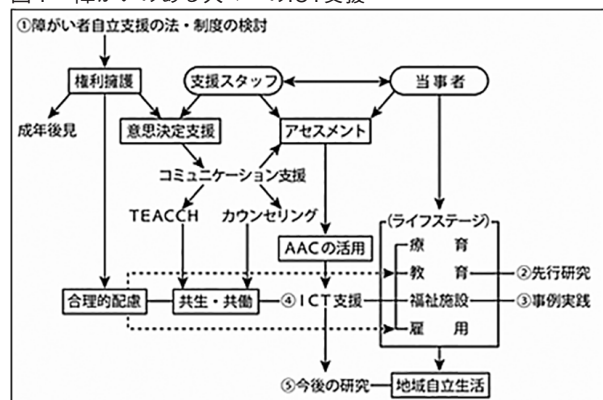 ①障がい者自立支援の法・制度の検討
権利擁護
支援スタッフ
当事者
成年後見
意思決定支援
アセスメント
コミュニケーション支援
TEACCH
カウンセリング
(ライフステージ)
AACの活用
療育
教育
②先行研究
合理的配慮
共生・共働
④ICT支援
福祉施設
③事例実践
雇用
⑤今後の研究
地域自立生活